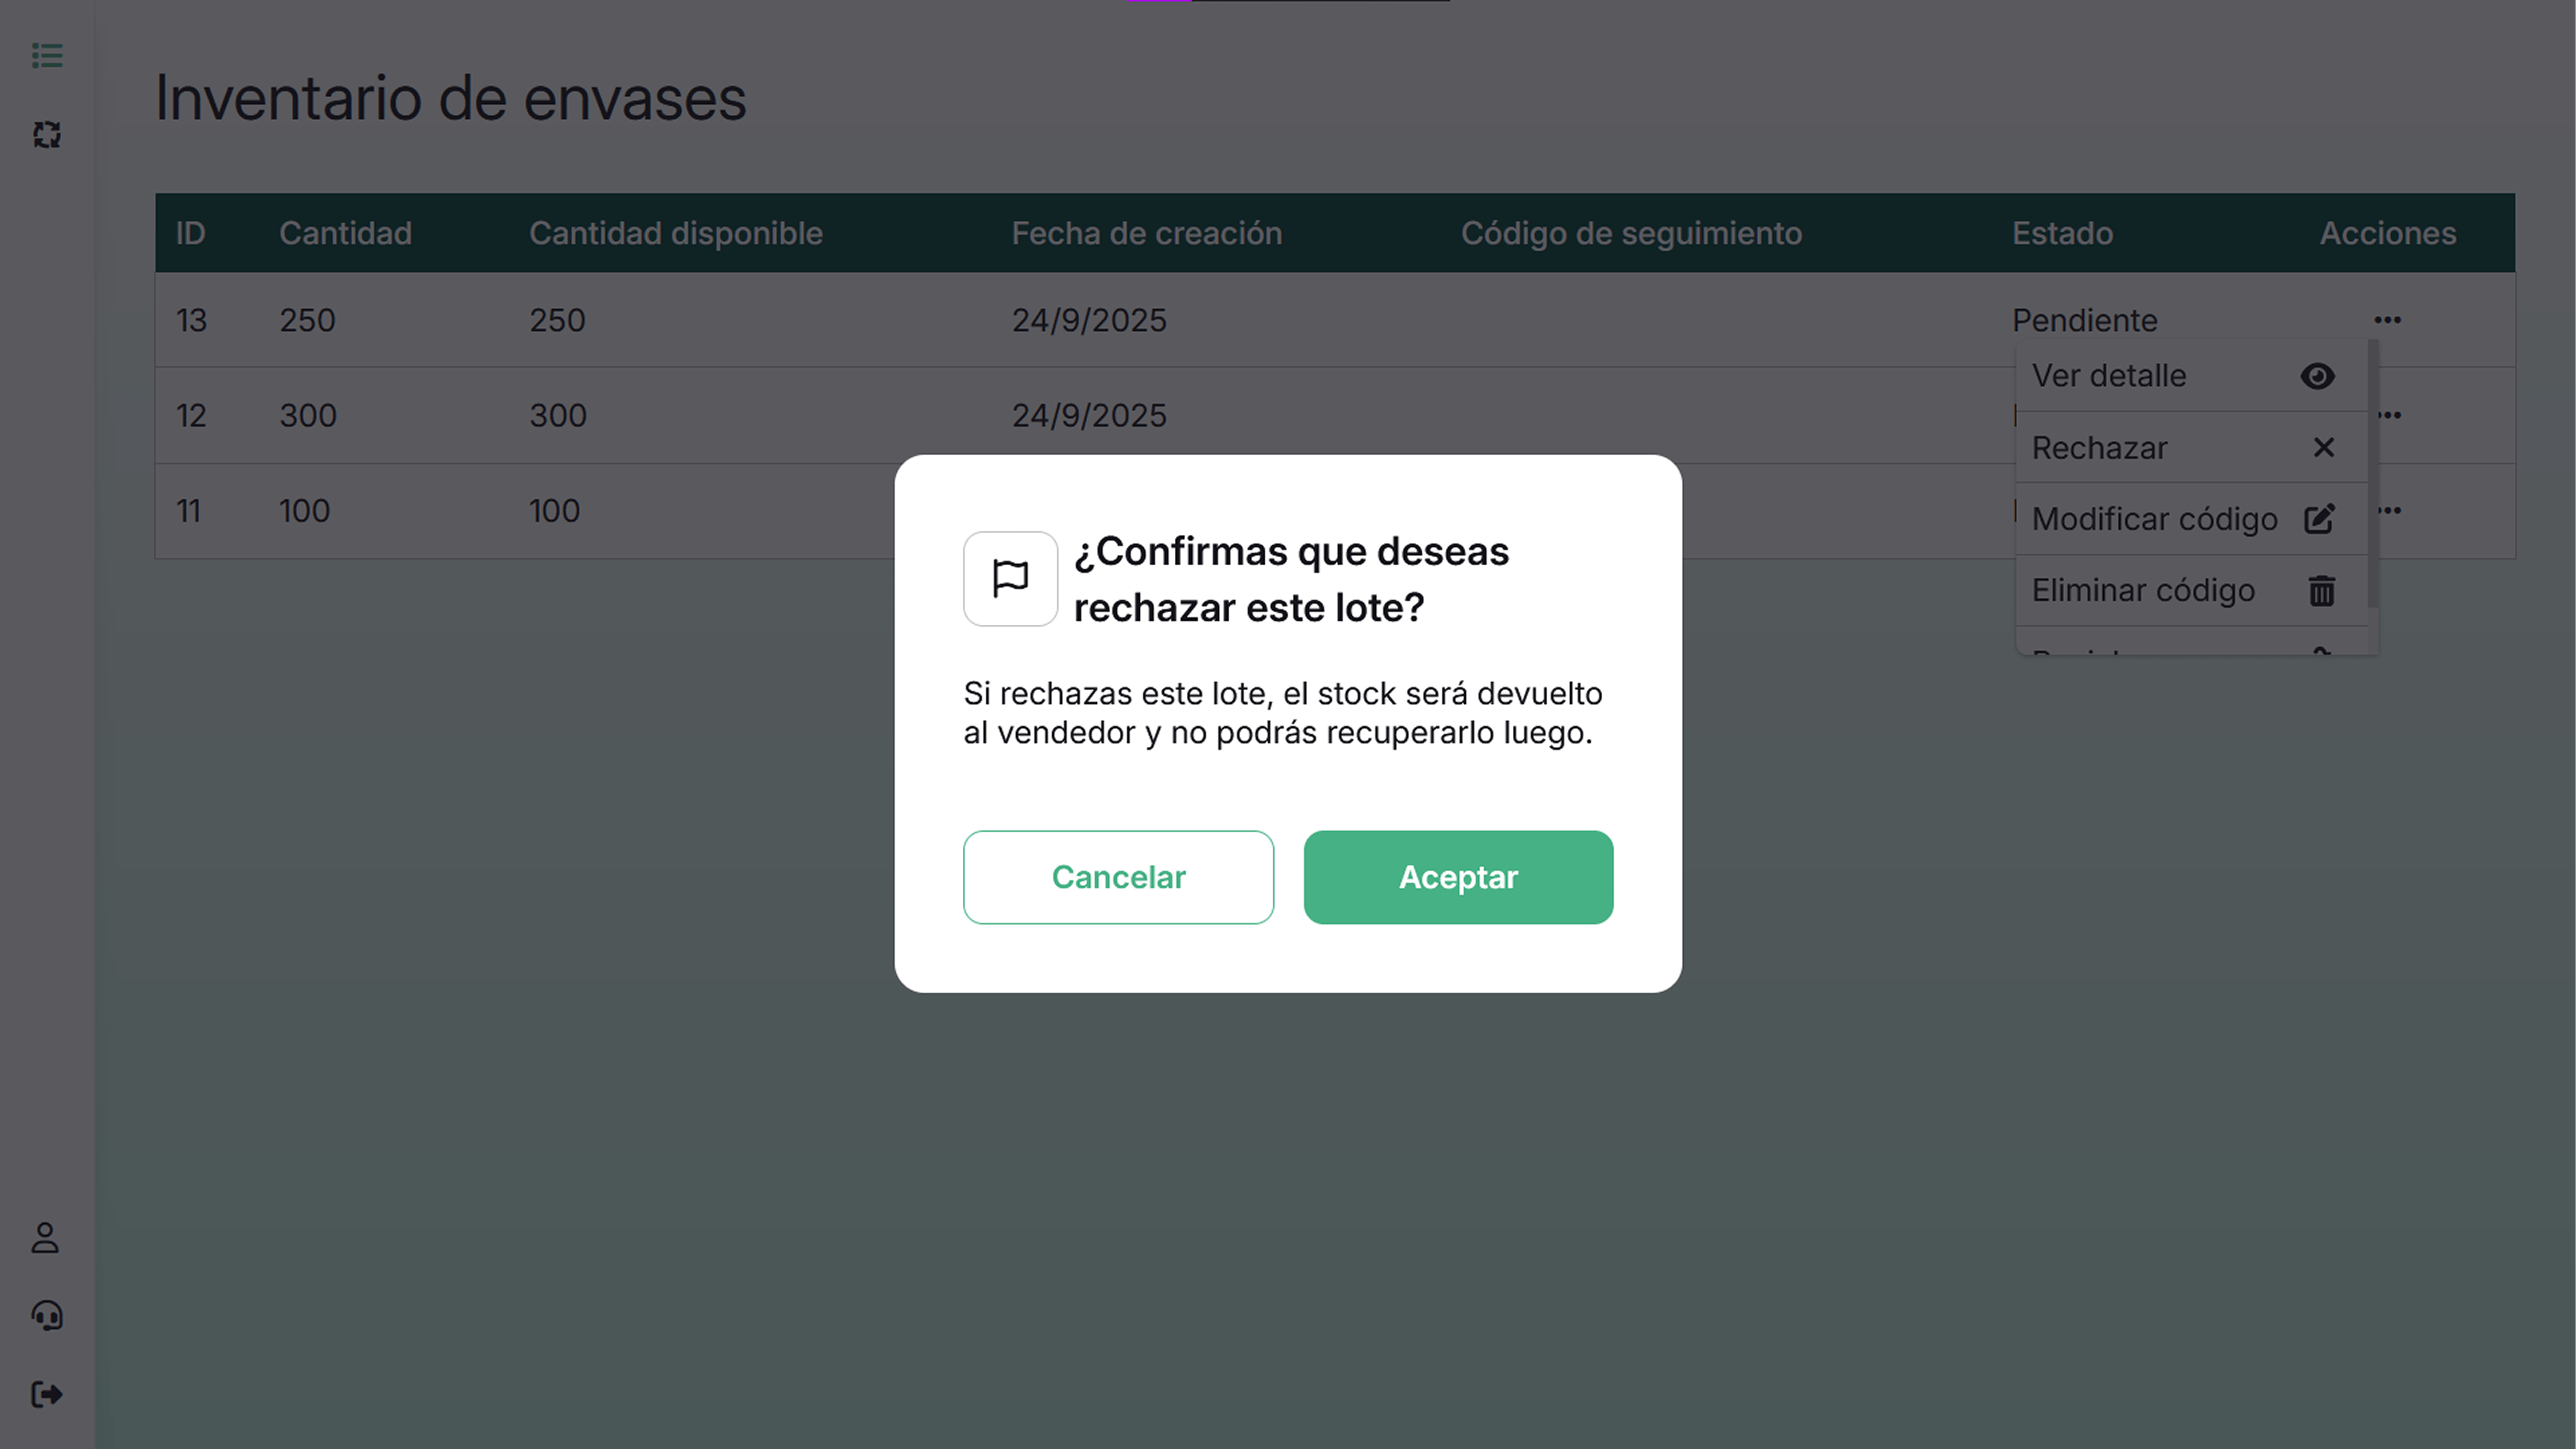 Inventario de envases
ID Cantidad Cantidad disponible Fecha de creación Código de seguimiento Estado Acciones
13 250 250 24/9/2025 Pendiente
12 300 300 24/9/2025
11 100 100
Ver detalle
Rechazar
Modificar código
Eliminar código
¿Confirmas que deseas
rechazar este lote?
Si rechazas este lote, el stock será devuelto
al vendedor y no podrás recuperarlo luego.
Cancelar Aceptar